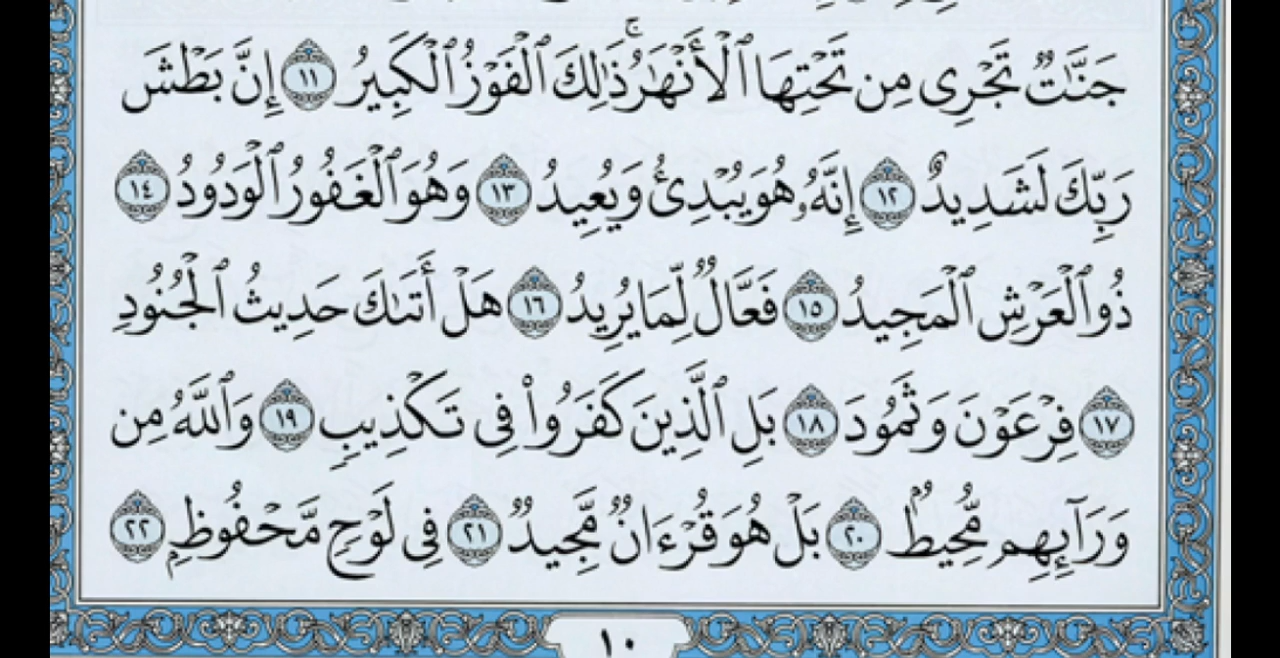 جَنَّٰتٌ تَجْرِى مِن تَحْتِهَا ٱلْأَنْهَٰرُ ۚ ذَٰلِكَ ٱلْفَوْزُ ٱلْكَبِيرُ ١١ إِنَّ بَطْشَ
رَبِّكَ لَشَدِيدٌ ١٢ إِنَّهُۥ هُوَ يُبْدِئُ وَيُعِيدُ ١٣ وَهُوَ ٱلْغَفُورُ ٱلْوَدُودُ ١٤
ذُو ٱلْعَرْشِ ٱلْمَجِيدُ ١٥ فَعَّالٌ لِّمَا يُرِيدُ ١٦ هَلْ أَتَىٰكَ حَدِيثُ ٱلْجُنُودِ
١٧ فِرْعَوْنَ وَثَمُودَ ١٨ بَلِ ٱلَّذِينَ كَفَرُوا۟ فِى تَكْذِيبٍ ١٩ وَٱللَّهُ مِن
وَرَآئِهِم مُّحِيطٌۢ ٢٠ بَلْ هُوَ قُرْءَانٌ مَّجِيدٌ ٢١ فِى لَوْحٍ مَّحْفُوظٍۭ ٢٢
١٠